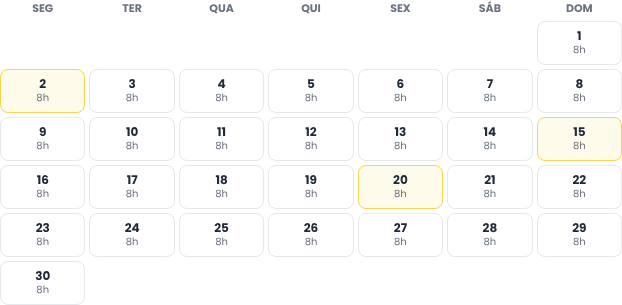 SEG TER QUA QUI SEX SÁB DOM
1
8h
2 3 4 5 6 7 8
8h 8h 8h 8h 8h 8h 8h
9 10 11 12 13 14 15
8h 8h 8h 8h 8h 8h 8h
16 17 18 19 20 21 22
8h 8h 8h 8h 8h 8h 8h
23 24 25 26 27 28 29
8h 8h 8h 8h 8h 8h 8h
30
8h